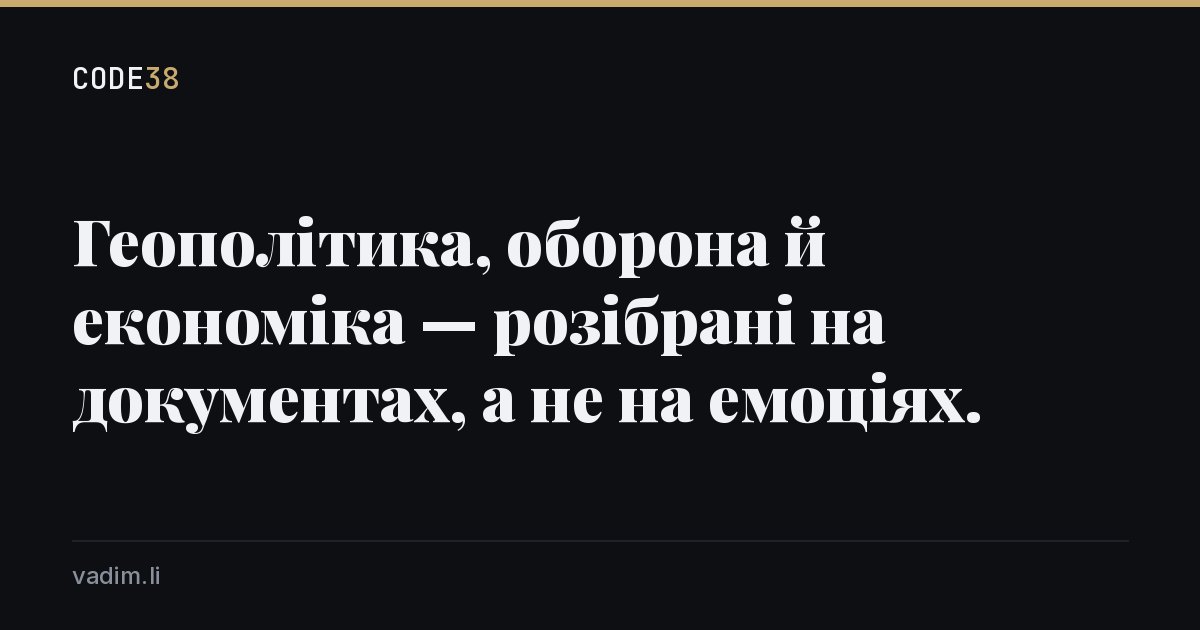 CODE38
Геополітика, оборона й
економіка — розібрані на
документах, а не на емоціях.
vadim.li